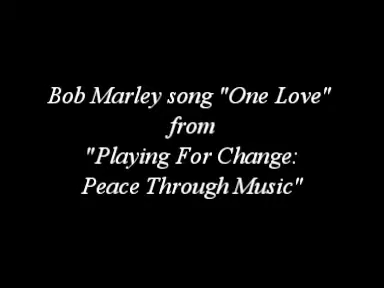 Bob Marley song "One Love"
from
"Playing For Change:
Peace Through Music"